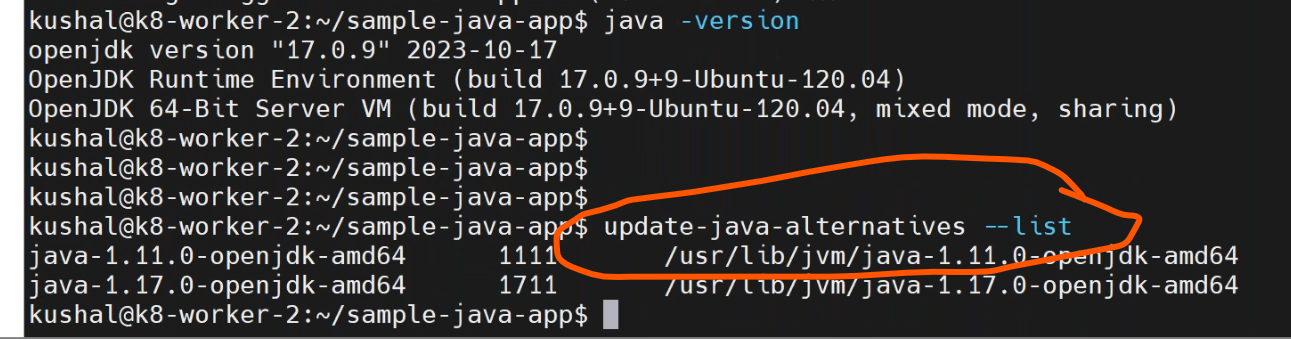 kushal@k8-worker-2:~/sample-java-app$ java -version
openjdk version "17.0.9" 2023-10-17
OpenJDK Runtime Environment (build 17.0.9+9-Ubuntu-120.04)
OpenJDK 64-Bit Server VM (build 17.0.9+9-Ubuntu-120.04, mixed mode, sharing)
kushal@k8-worker-2:~/sample-java-app$
kushal@k8-worker-2:~/sample-java-app$
kushal@k8-worker-2:~/sample-java-app$
kushal@k8-worker-2:~/sample-java-app$ update-java-alternatives --list
java-1.11.0-openjdk-amd64 1111 /usr/lib/jvm/java-1.11.0-openjdk-amd64
java-1.17.0-openjdk-amd64 1711 /usr/lib/jvm/java-1.17.0-openjdk-amd64
kushal@k8-worker-2:~/sample-java-app$